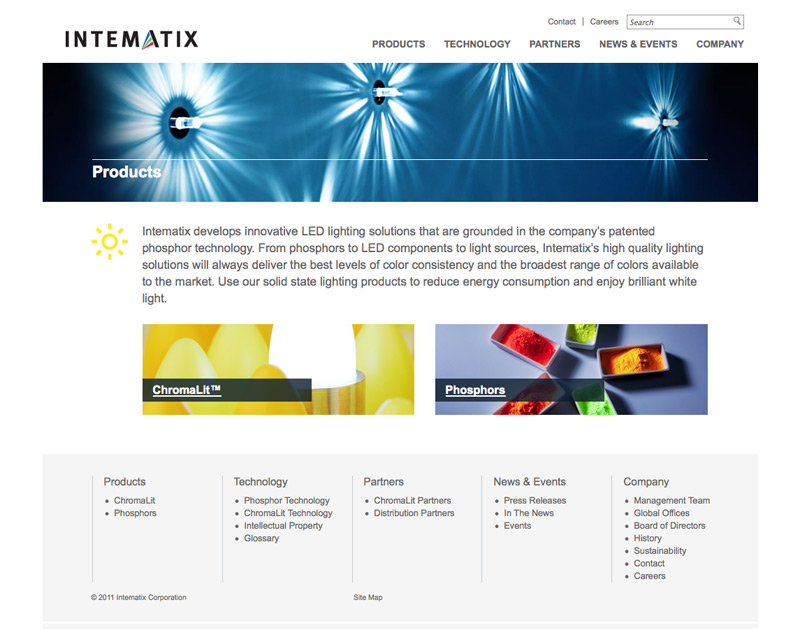 Contact | Careers Search
INTEMATIX
PRODUCTS TECHNOLOGY PARTNERS NEWS & EVENTS COMPANY
Products
Intematix develops innovative LED lighting solutions that are grounded in the company's patented
phosphor technology. From phosphors to LED components to light sources, Intematix's high quality lighting
solutions will always deliver the best levels of color consistency and the broadest range of colors available
to the market. Use our solid state lighting products to reduce energy consumption and enjoy brilliant white
light.
ChromaLit™
Phosphors
Products
• ChromaLit
• Phosphors
Technology
• Phosphor Technology
• ChromaLit Technology
• Intellectual Property
• Glossary
Partners
• ChromaLit Partners
• Distribution Partners
News & Events
• Press Releases
• In The News
• Events
Company
• Management Team
• Global Offices
• Board of Directors
• History
• Sustainability
• Contact
• Careers
© 2011 Intematix Corporation
Site Map